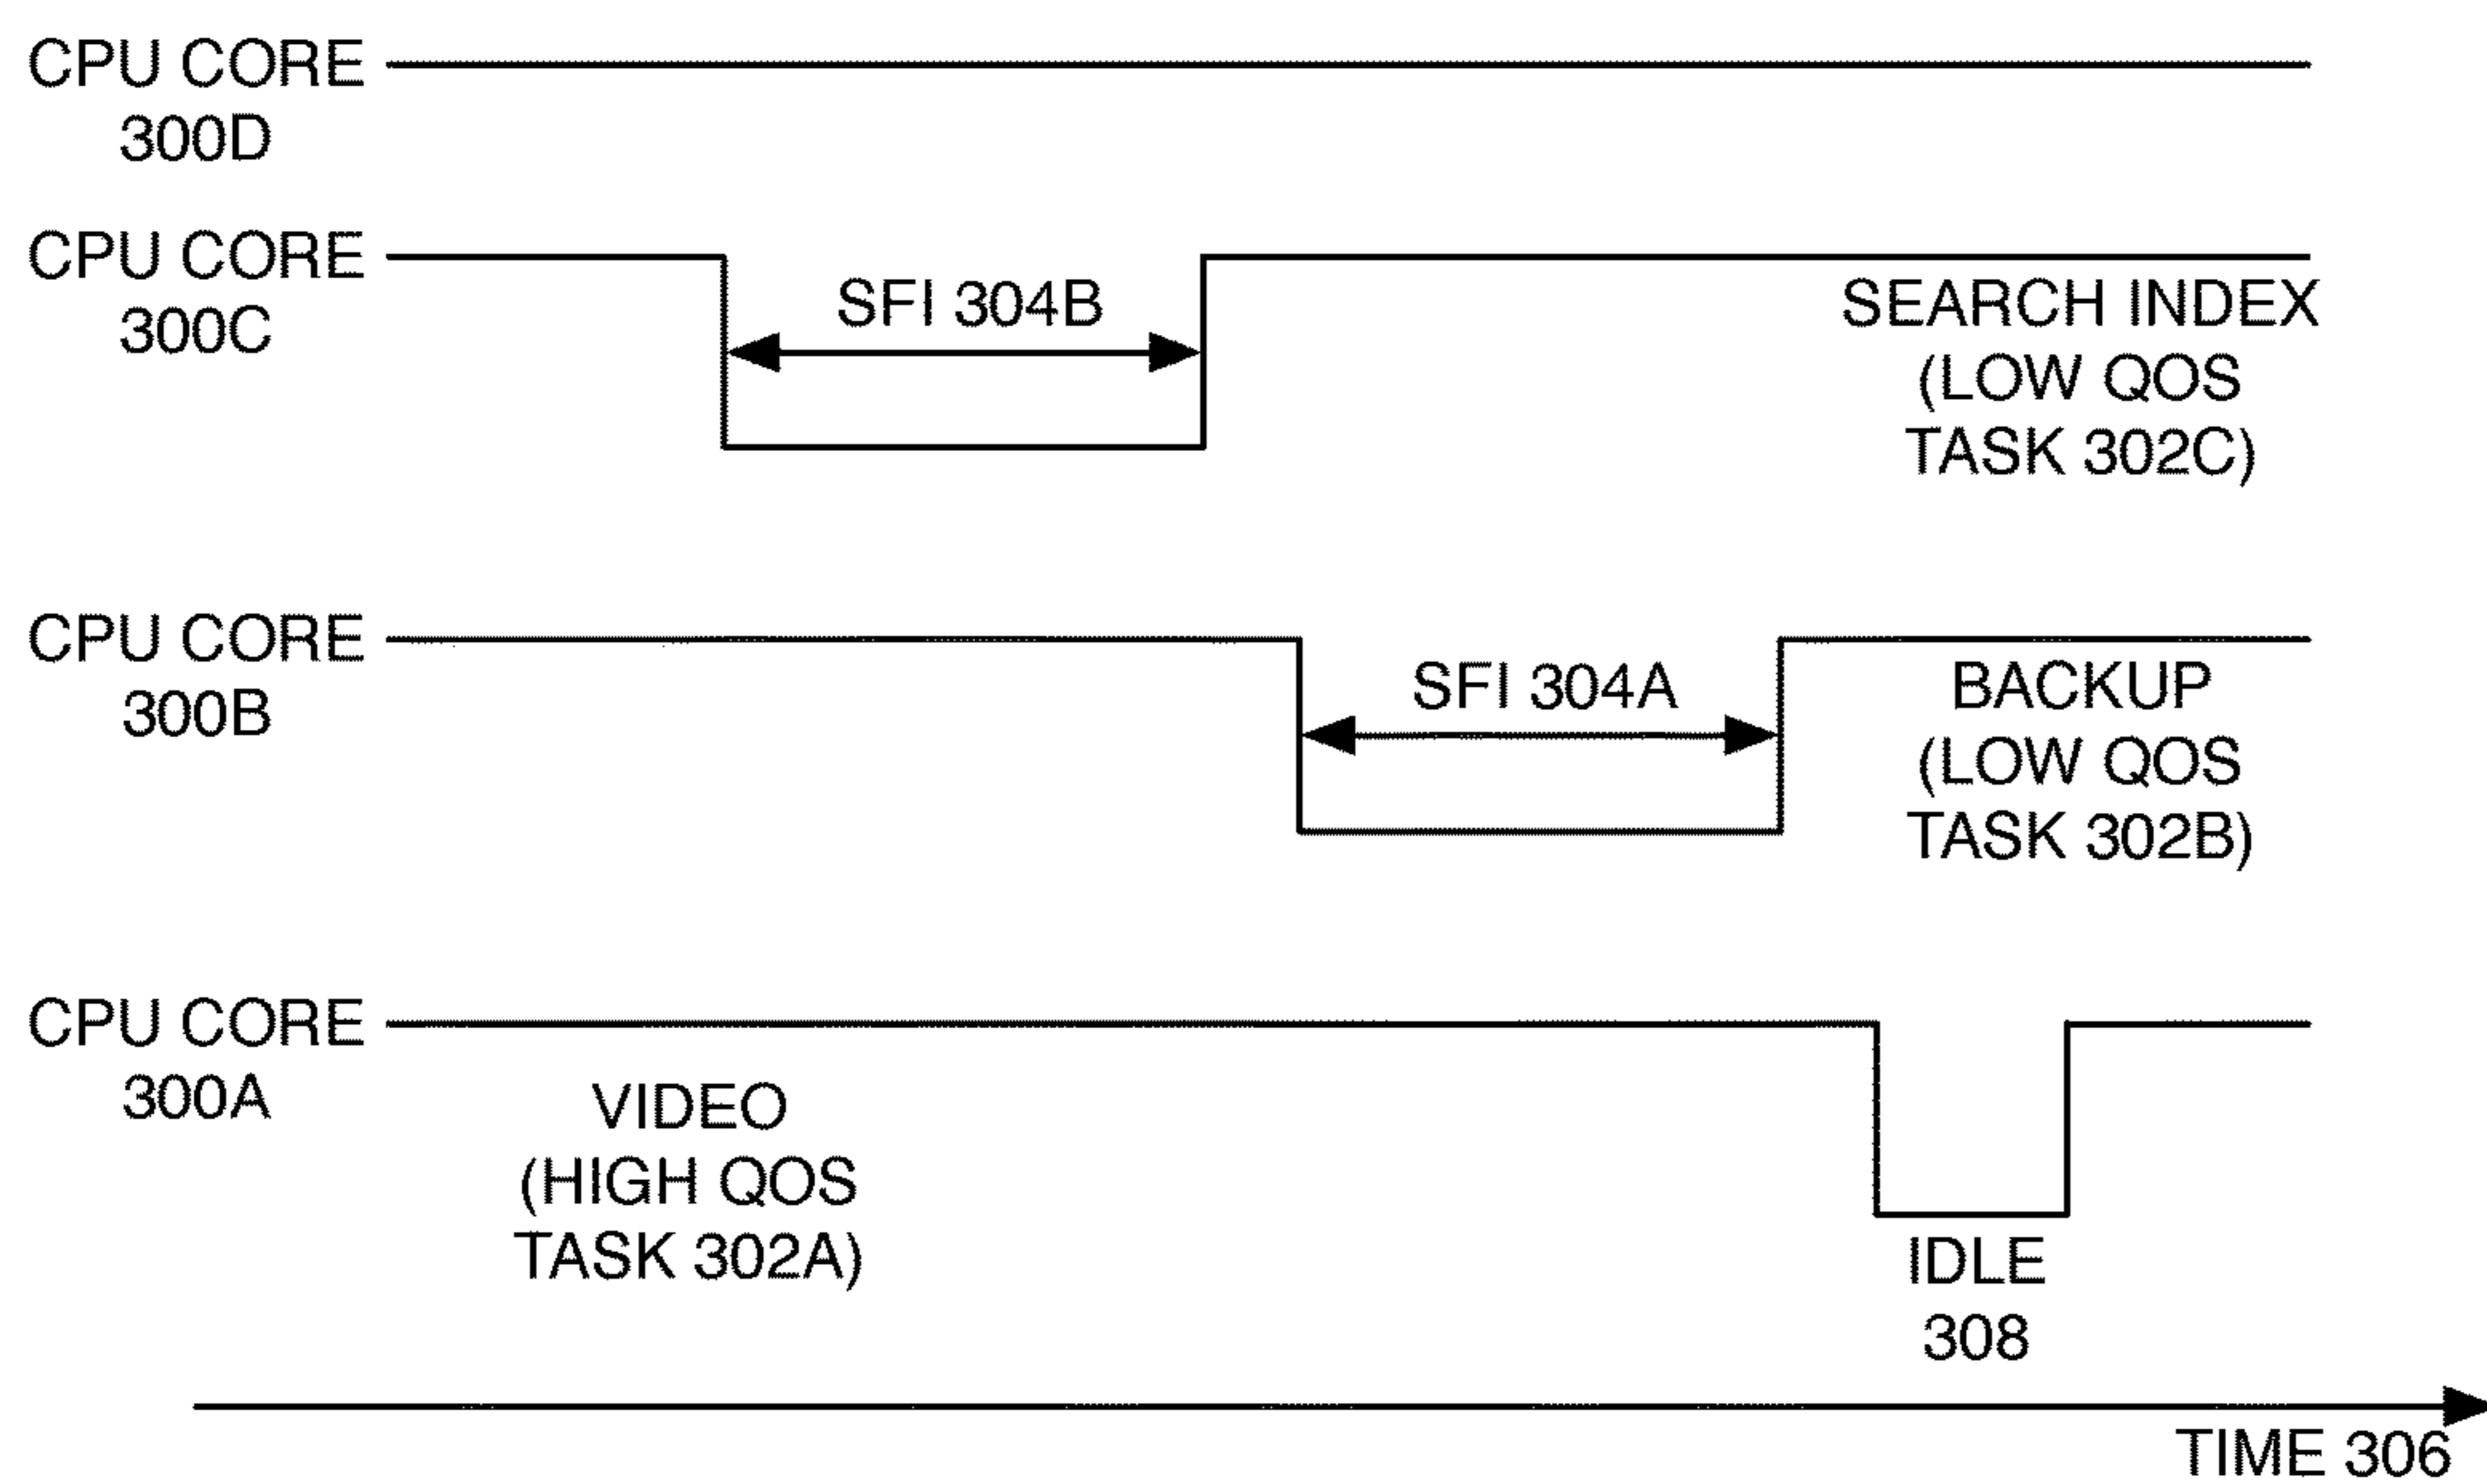 CPU CORE
300D
CPU CORE
300C
SFI 304B
SEARCH INDEX
(LOW QOS
TASK 302C)
CPU CORE
300B
SFI 304A
BACKUP
(LOW QOS
TASK 302B)
CPU CORE
300A
VIDEO
(HIGH QOS
TASK 302A)
IDLE
308
TIME 306